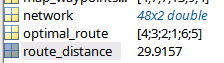 network 48x2 double
optimal_route [4;3;2;1;6;5]
route_distance 29.9157